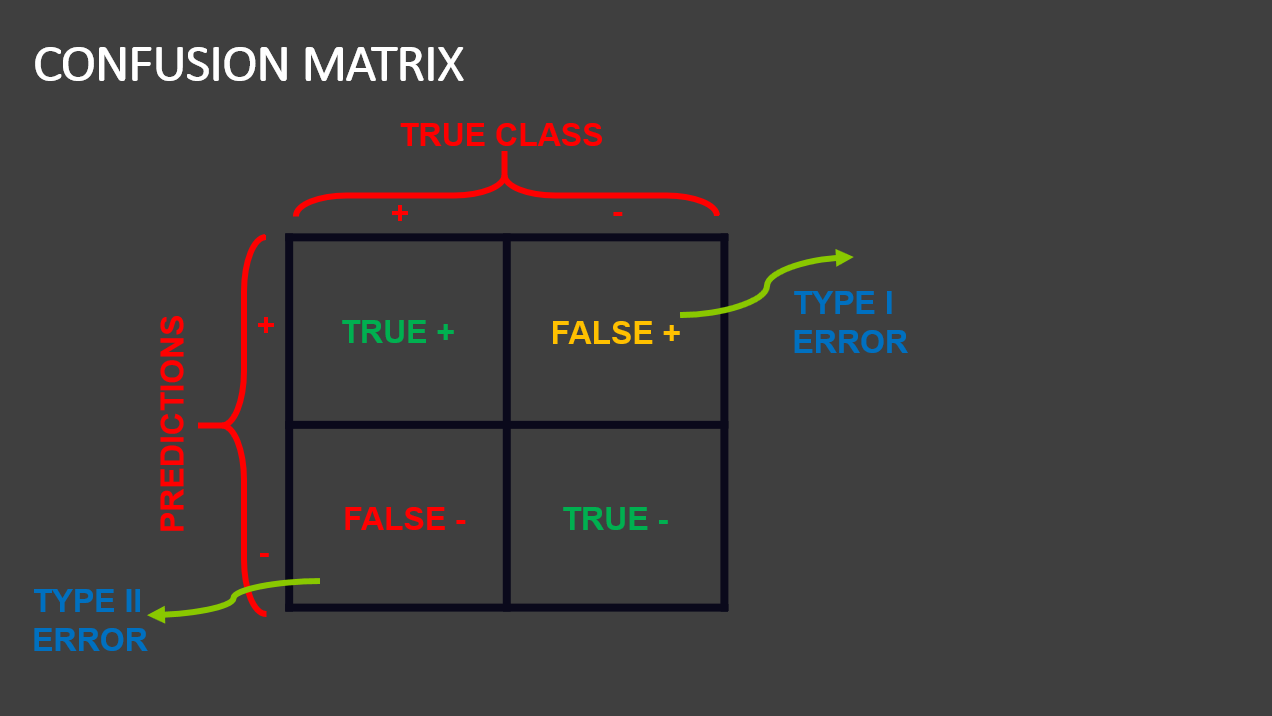 CONFUSION MATRIX
TRUE CLASS
+ -
+
TRUE + FALSE +
TYPE I
ERROR
PREDICTIONS
FALSE - TRUE -
-
TYPE II
ERROR